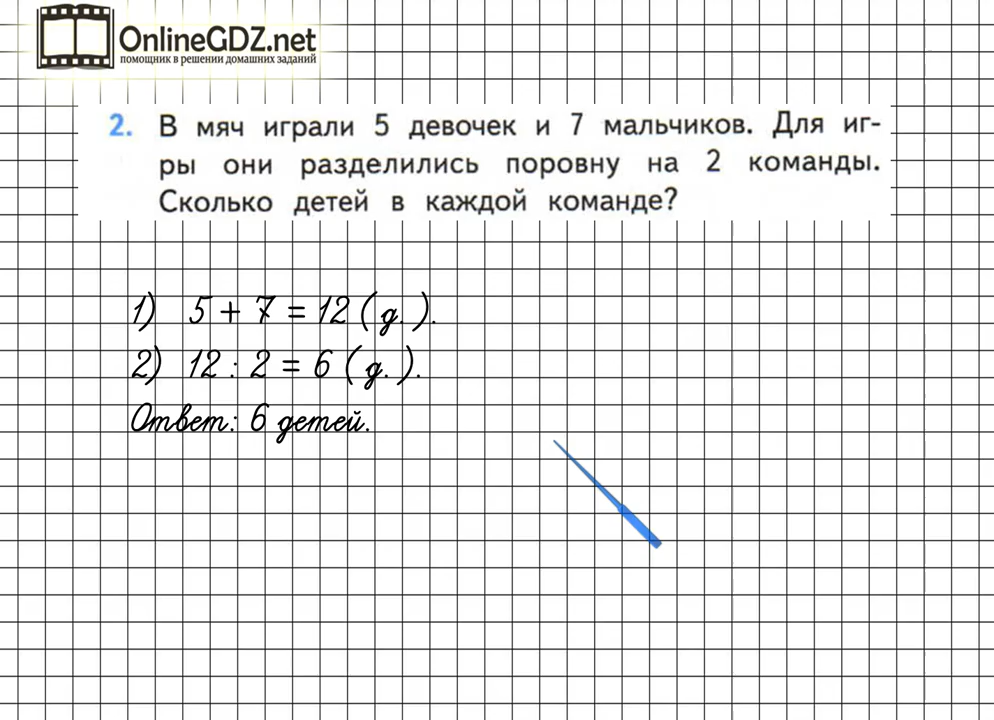 OnlineGDZ.net
помощник в решении домашних заданий
2. В мяч играли 5 девочек и 7 мальчиков. Для иг-
ры они разделились поровну на 2 команды.
Сколько детей в каждой команде?
1) 5 + 7 = 12 (д.).
2) 12 : 2 = 6 (д.).
Ответ: 6 детей.